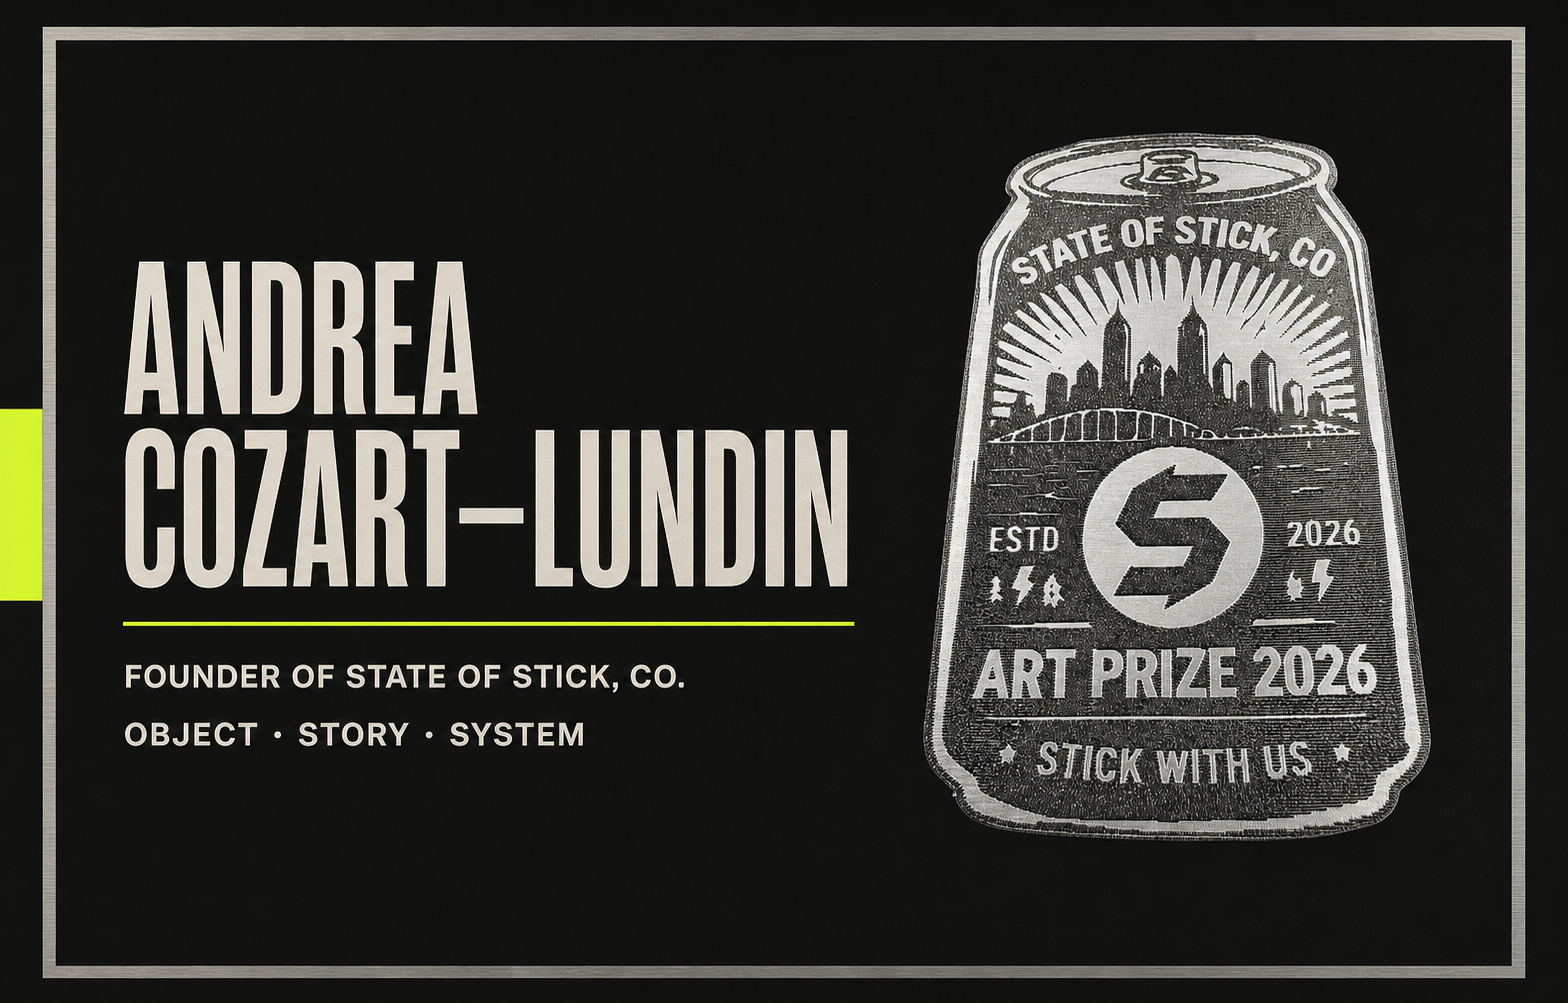 ANDREA
COZART–LUNDIN
FOUNDER OF STATE OF STICK, CO.
OBJECT · STORY · SYSTEM
STATE OF STICK, CO
S
ESTD
2026
ART PRIZE 2026
STICK WITH US